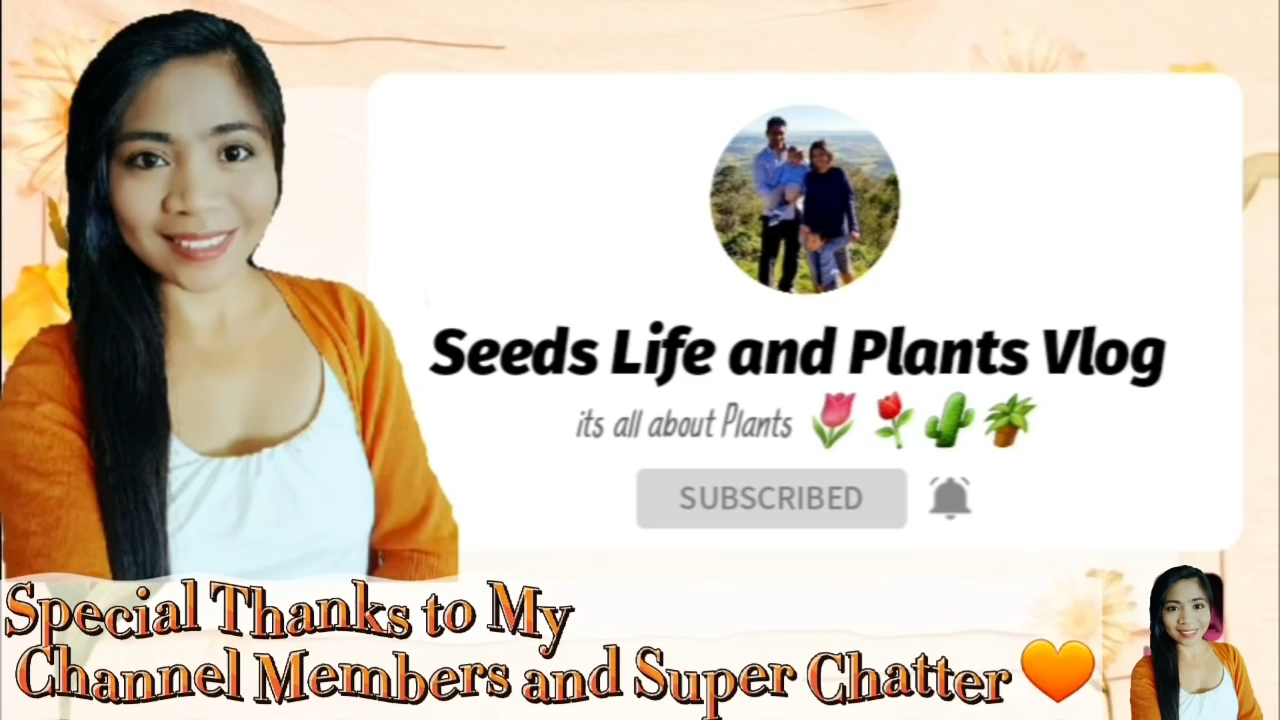 Seeds Life and Plants Vlog
its all about Plants 🌷🌹🌵🪴
SUBSCRIBED
Special Thanks to My
Channel Members and Super Chatter 🧡